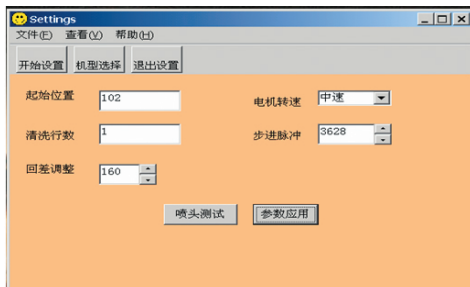 Settings
文件(F) 查看(V) 帮助(H)
开始设置 机型选择 退出设置
起始位置 102 电机转速 中速
清洗行数 1 步进脉冲 3628
回差调整 160
喷头测试 参数应用